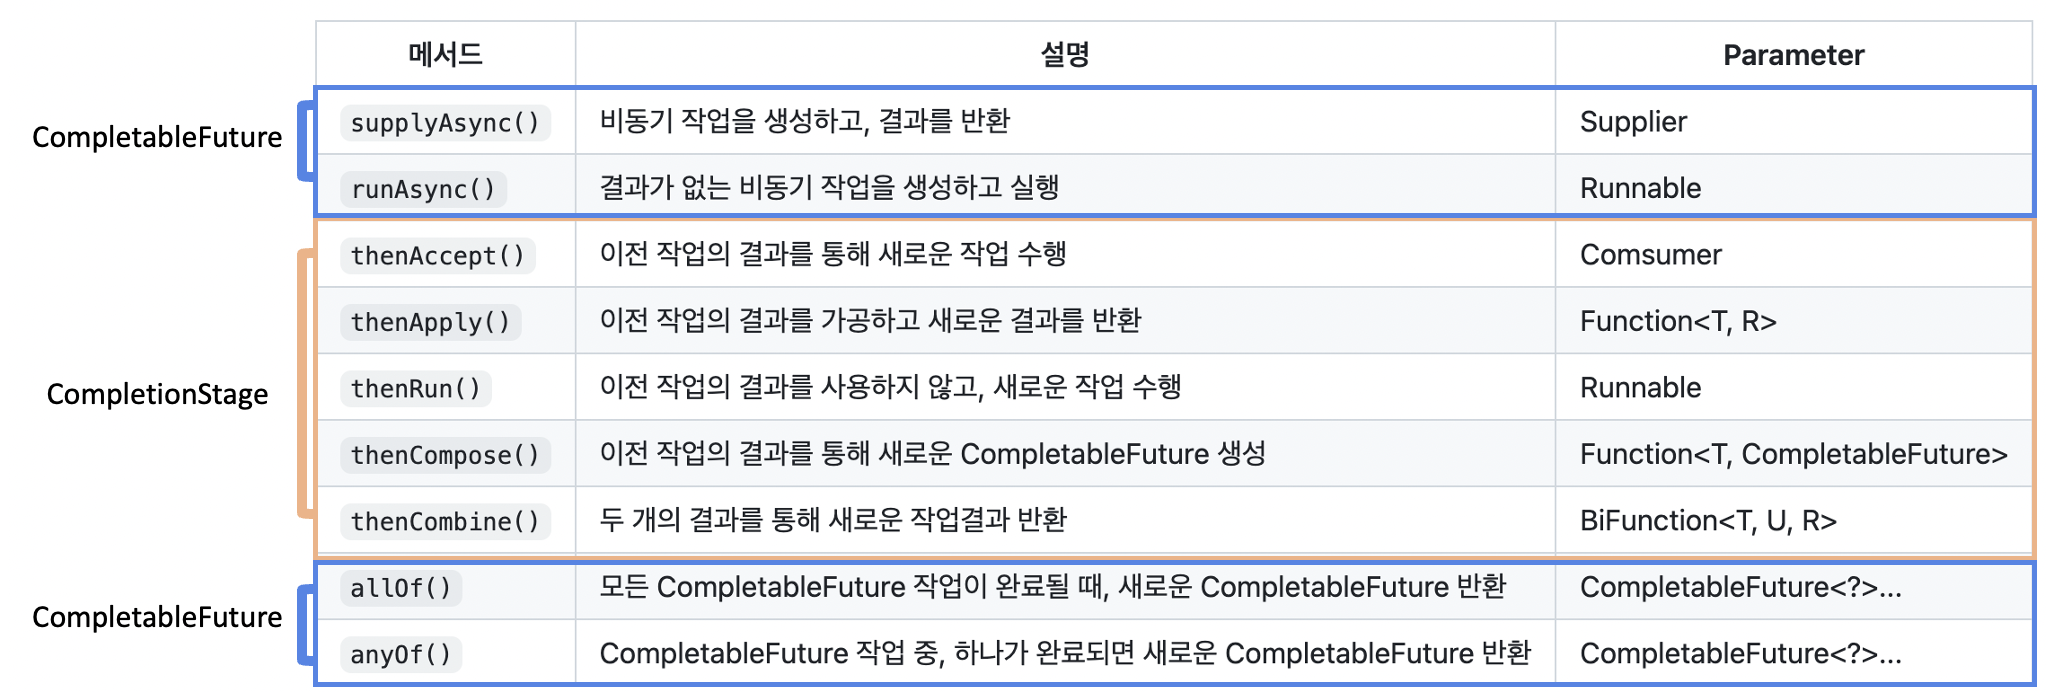 메서드 설명 Parameter
CompletableFuture
supplyAsync() 비동기 작업을 생성하고, 결과를 반환 Supplier
runAsync() 결과가 없는 비동기 작업을 생성하고 실행 Runnable
CompletionStage
thenAccept() 이전 작업의 결과를 통해 새로운 작업 수행 Comsumer
thenApply() 이전 작업의 결과를 가공하고 새로운 결과를 반환 Function<T, R>
thenRun() 이전 작업의 결과를 사용하지 않고, 새로운 작업 수행 Runnable
thenCompose() 이전 작업의 결과를 통해 새로운 CompletableFuture 생성 Function<T, CompletableFuture>
thenCombine() 두 개의 결과를 통해 새로운 작업결과 반환 BiFunction<T, U, R>
CompletableFuture
allOf() 모든 CompletableFuture 작업이 완료될 때, 새로운 CompletableFuture 반환 CompletableFuture<?>...
anyOf() CompletableFuture 작업 중, 하나가 완료되면 새로운 CompletableFuture 반환 CompletableFuture<?>...